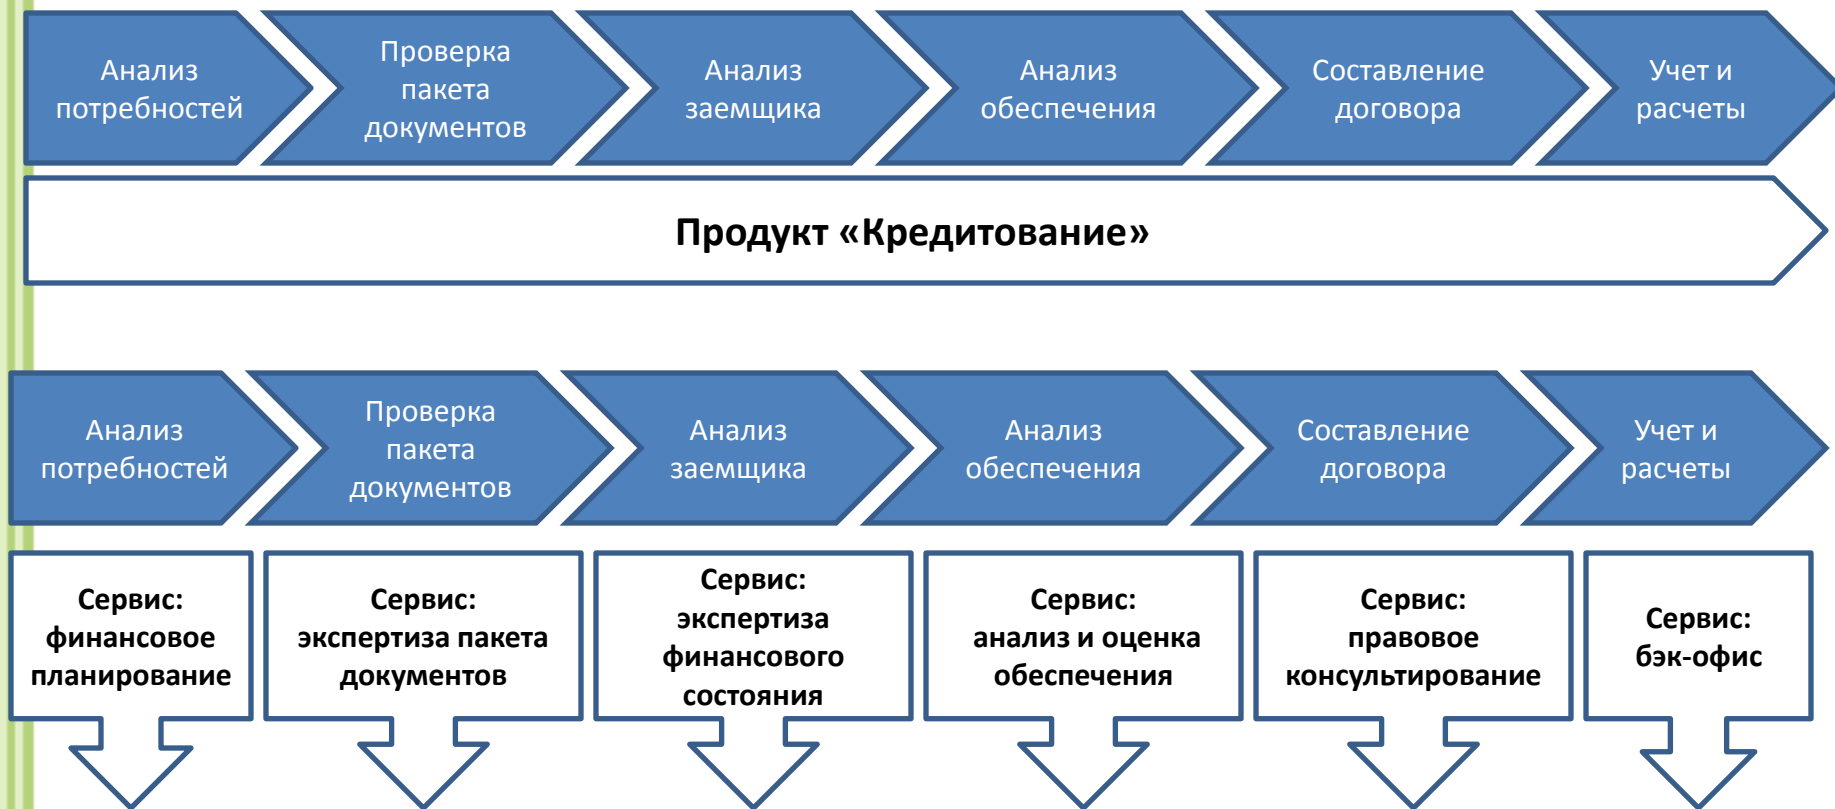 Анализ
потребностей
Проверка
пакета
документов
Анализ
заемщика
Анализ
обеспечения
Составление
договора
Учет и
расчеты
Продукт «Кредитование»
Анализ
потребностей
Проверка
пакета
документов
Анализ
заемщика
Анализ
обеспечения
Составление
договора
Учет и
расчеты
Сервис:
финансовое
планирование
Сервис:
экспертиза пакета
документов
Сервис:
экспертиза
финансового
состояния
Сервис:
анализ и оценка
обеспечения
Сервис:
правовое
консультирование
Сервис:
бэк-офис